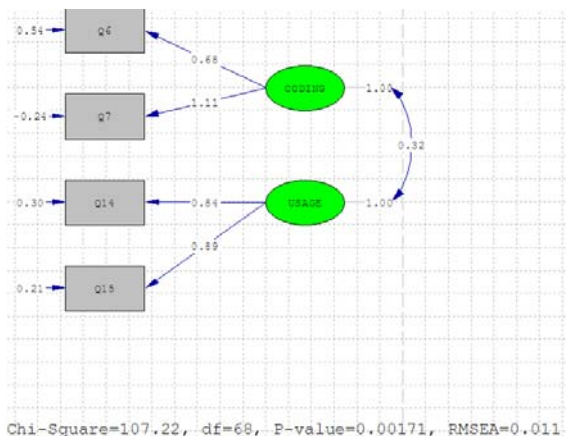 0.54
Q6
0.68
CODING
1.00
1.11
-0.24
Q7
0.32
0.30
Q14
0.84
USAGE
1.00
0.89
0.21
Q15
Chi-Square=107.22, df=68, P-value=0.00171, RMSEA=0.011